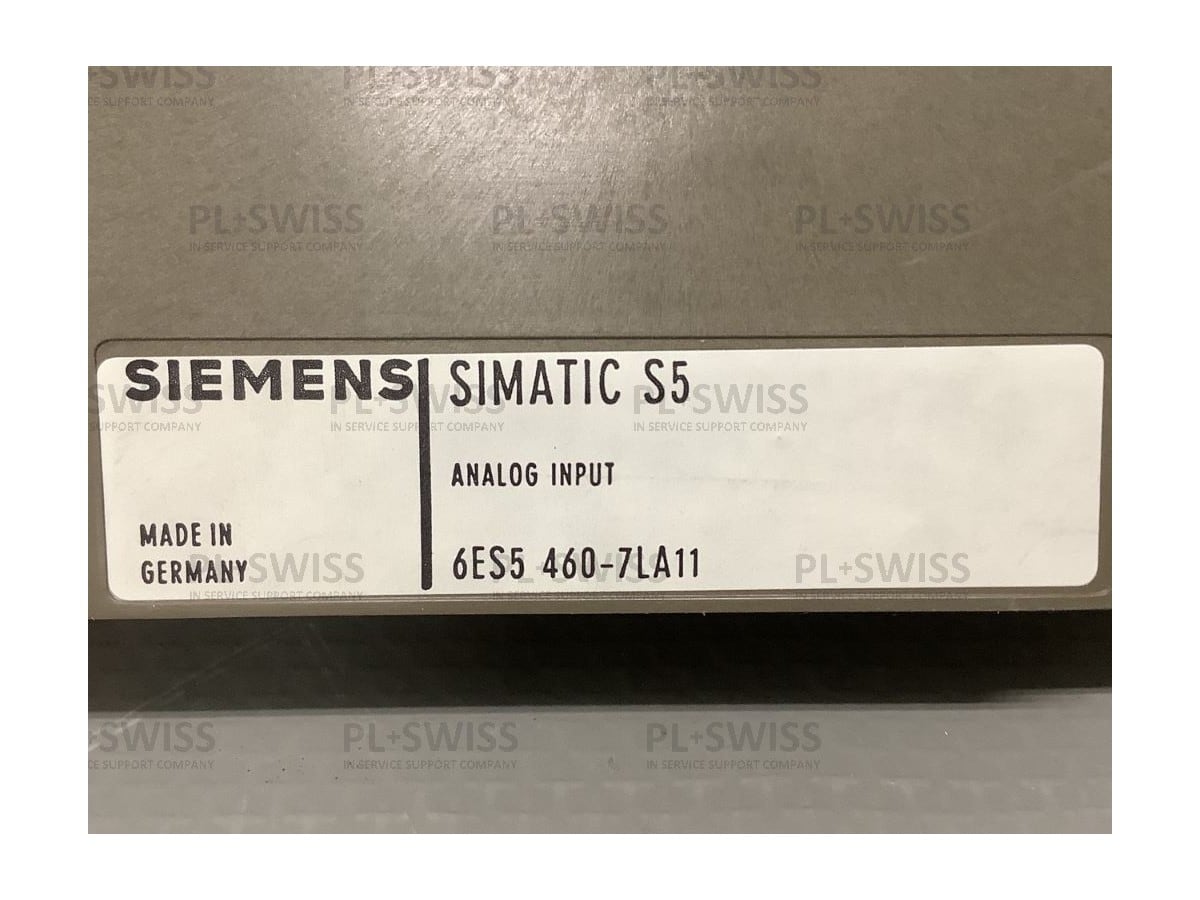 PL+SWISS
IN SERVICE SUPPORT COMPANY
SIEMENS
SIMATIC S5
ANALOG INPUT
MADE IN
GERMANY
6ES5 460-7LA11